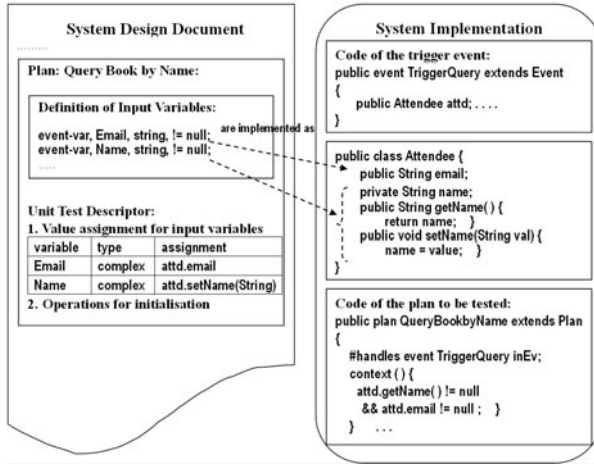 System Design Document
.........
Plan: Query Book by Name:
Definition of Input Variables:
event-var, Email, string, != null;
event-var, Name, string, != null;
.....
are implemented as
Unit Test Descriptor:
1. Value assignment for input variables
variable type assignment
Email complex attd.email
Name complex attd.setName(String)
2. Operations for initialisation
System Implementation
Code of the trigger event:
public event TriggerQuery extends Event
{
public Attendee attd; . . . .
}
public class Attendee {
public String email;
private String name;
public String getName( ) {
return name; }
public void setName(String val) {
name = value; }
}
Code of the plan to be tested:
public plan QueryBookbyName extends Plan
{
#handles event TriggerQuery inEv;
context ( ) {
attd.getName() != null
&& attd.email != null ; }
} ...